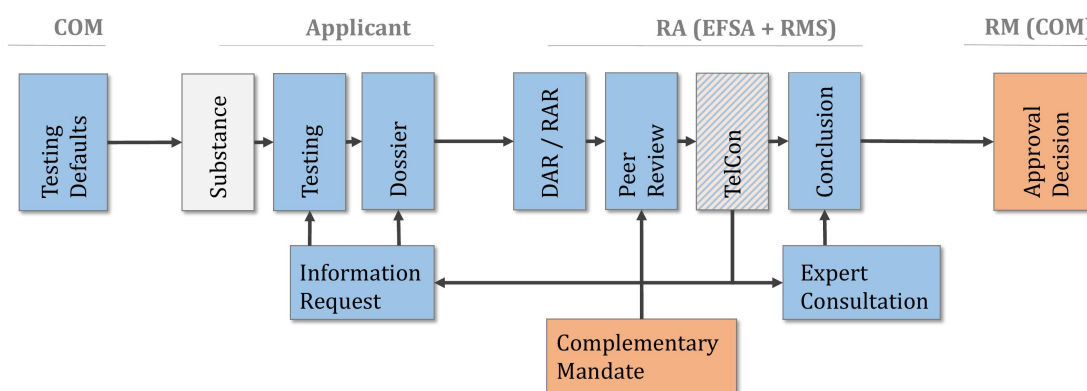 COM
Applicant
RA (EFSA + RMS)
RM (COM)
Testing
Defaults
Substance
Testing
Dossier
DAR / RAR
Peer
Review
TelCon
Conclusion
Approval
Decision
Information
Request
Expert
Consultation
Complementary
Mandate